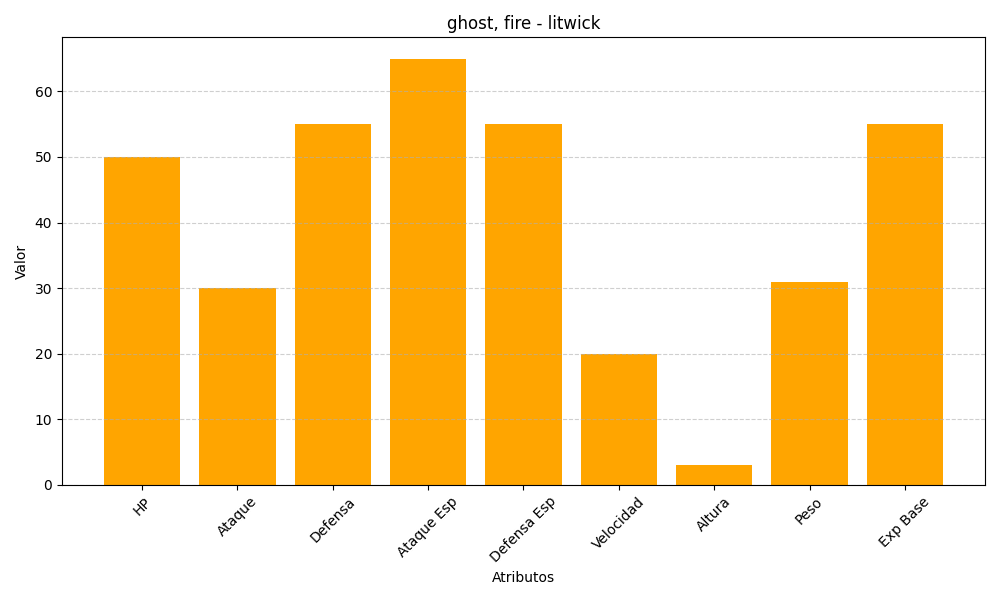 ghost, fire - litwick
Valor
60
50
40
30
20
10
0
HP
Ataque
Defensa
Ataque Esp
Defensa Esp
Velocidad
Altura
Peso
Exp Base
Atributos